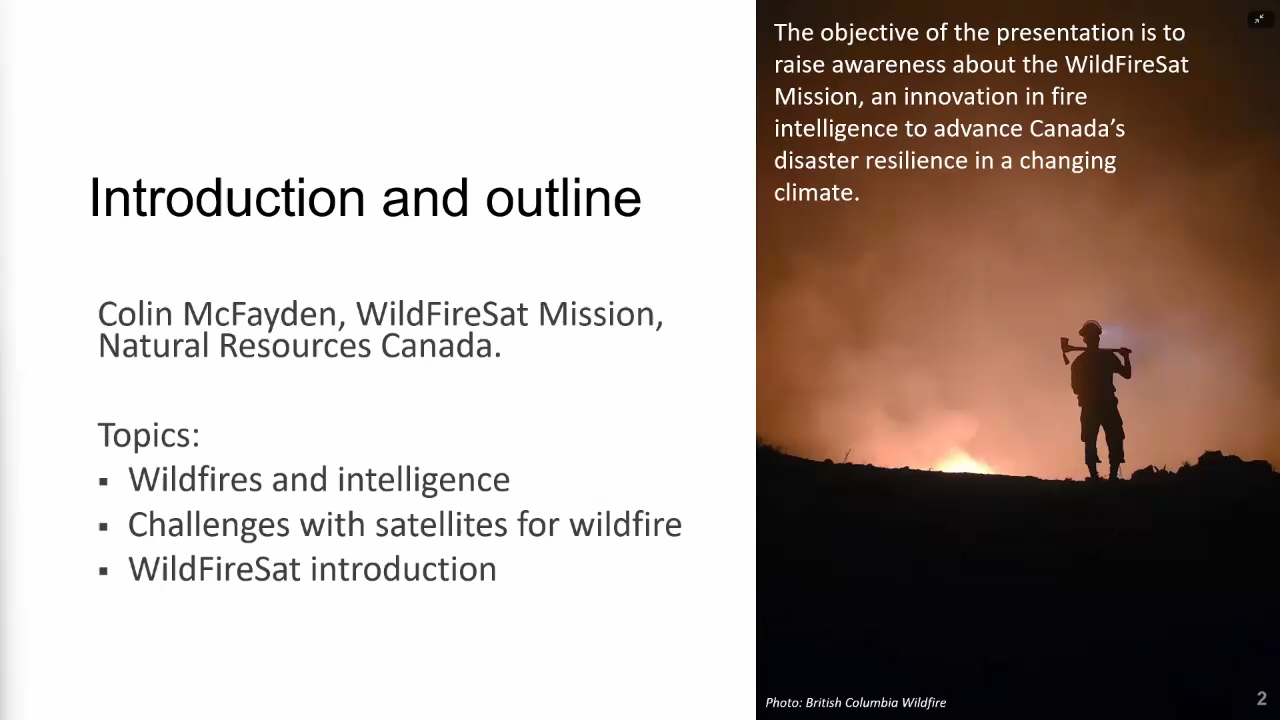 Introduction and outline
Colin McFayden, WildFireSat Mission,
Natural Resources Canada.
Topics:
▪ Wildfires and intelligence
▪ Challenges with satellites for wildfire
▪ WildFireSat introduction
The objective of the presentation is to
raise awareness about the WildFireSat
Mission, an innovation in fire
intelligence to advance Canada’s
disaster resilience in a changing
climate.
Photo: British Columbia Wildfire
2